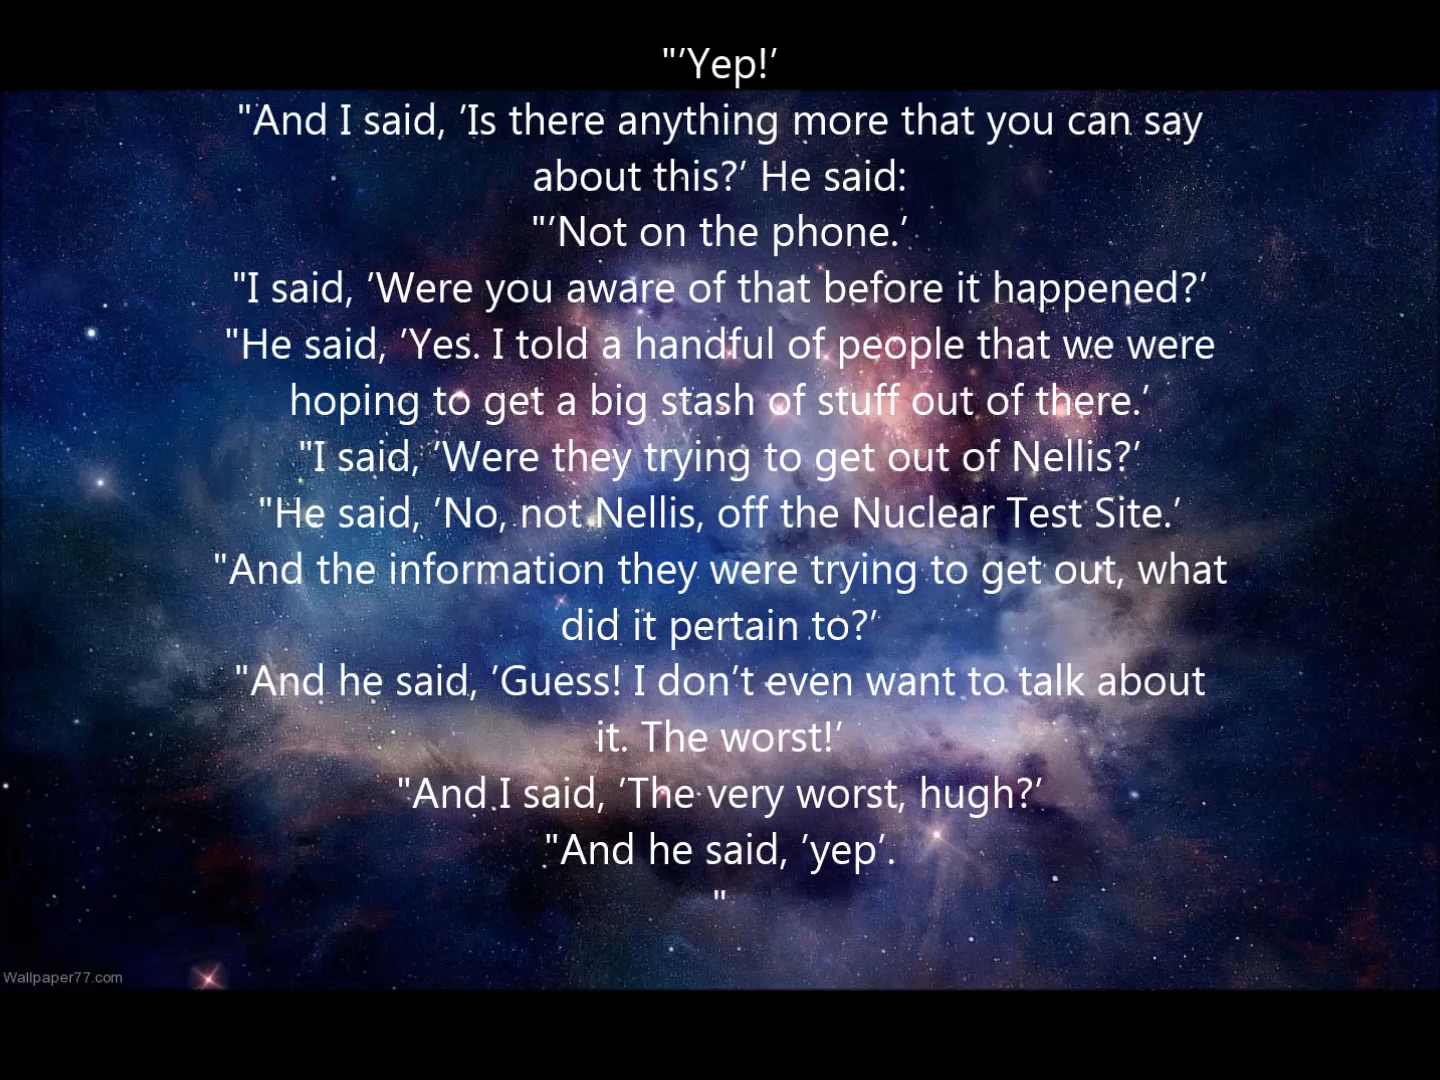 "’Yep!’
"And I said, ’Is there anything more that you can say
about this?’ He said:
"’Not on the phone.’
"I said, ’Were you aware of that before it happened?’
"He said, ’Yes. I told a handful of people that we were
hoping to get a big stash of stuff out of there.’
"I said, ’Were they trying to get out of Nellis?’
"He said, ’No, not Nellis, off the Nuclear Test Site.’
"And the information they were trying to get out, what
did it pertain to?’
"And he said, ’Guess! I don’t even want to talk about
it. The worst!’
"And I said, ’The very worst, hugh?’
"And he said, ’yep’.
"
Wallpaper77.com